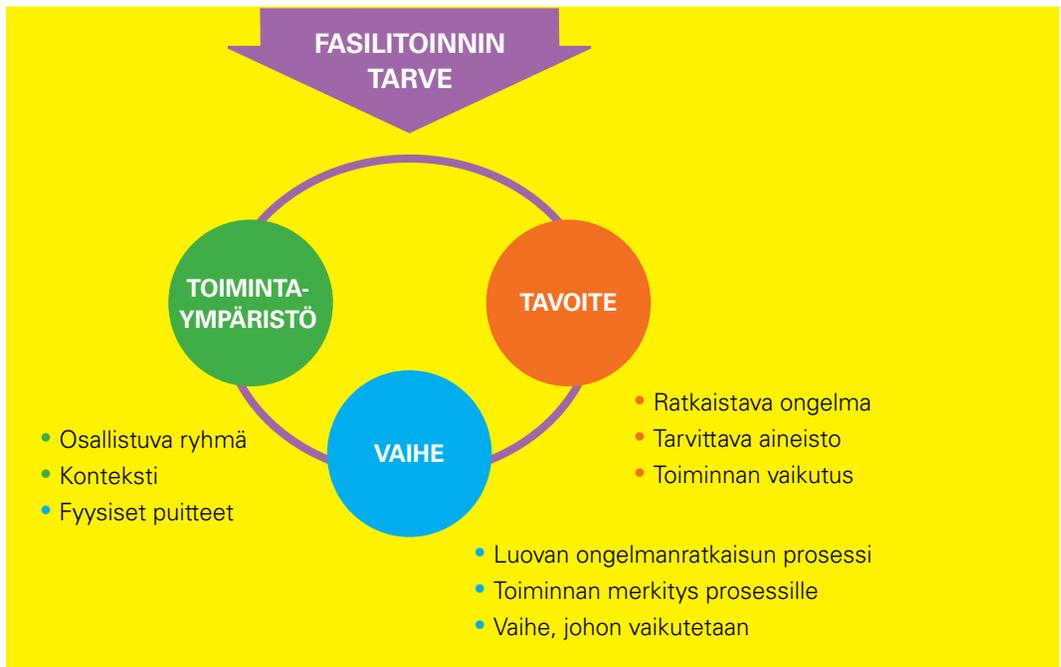 FASILITOINNIN
TARVE
TOIMINTA-
YMPÄRISTÖ
TAVOITE
VAIHE
• Osallistuva ryhmä
• Konteksti
• Fyysiset puitteet
• Ratkaistava ongelma
• Tarvittava aineisto
• Toiminnan vaikutus
• Luovan ongelmanratkaisun prosessi
• Toiminnan merkitys prosessille
• Vaihe, johon vaikutetaan